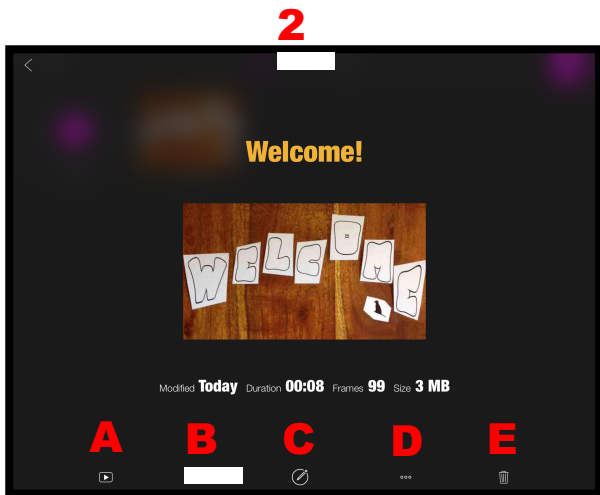 2
Welcome!
WELCOME
Modified Today Duration 00:08 Frames 99 Size 3 MB
A B C D E